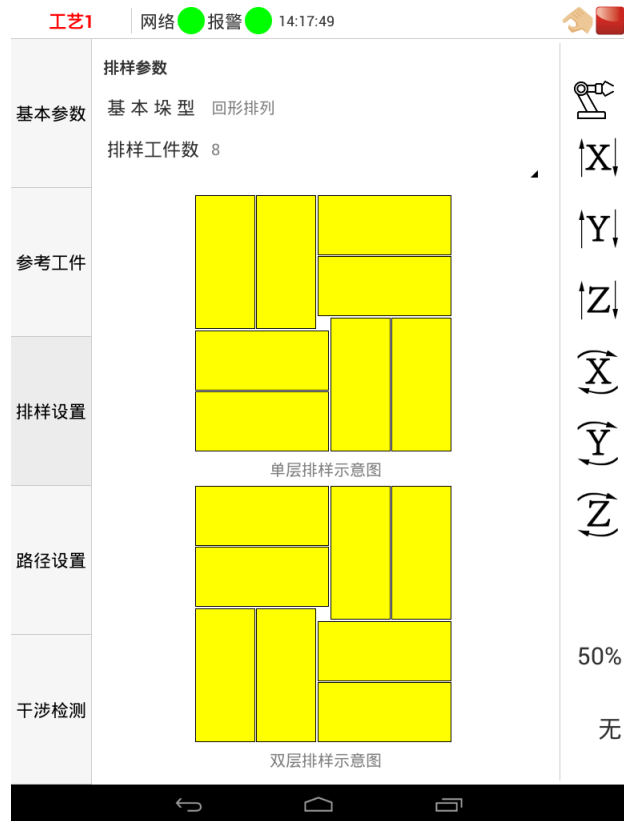 工艺1 网络 报警 14:17:49
排样参数
基本参数
基本垛型 回形排列
排样工件数 8
X
Y
参考工件
Z
X
排样设置
Y
单层排样示意图
Z
路径设置
50%
干涉检测
无
双层排样示意图